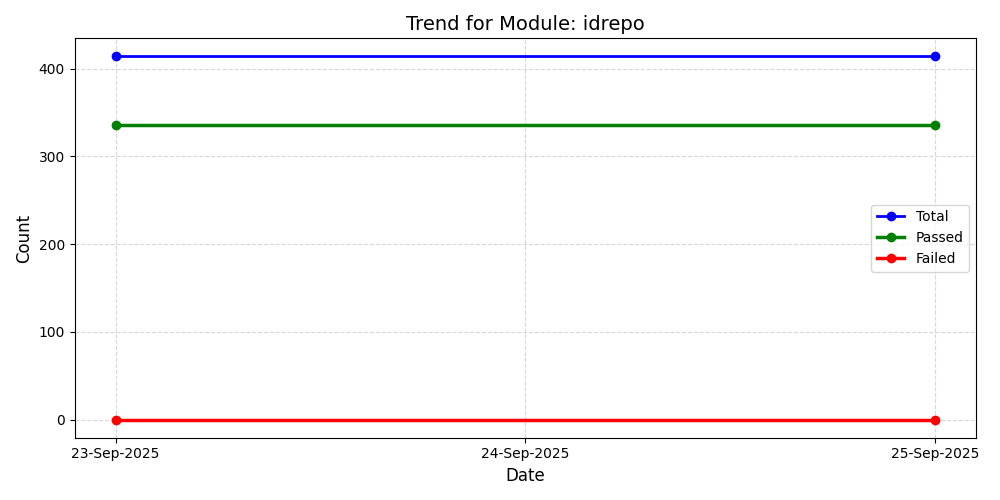 Trend for Module: idrepo
Count
400
300
200
100
0
Total
Passed
Failed
23-Sep-2025
24-Sep-2025
25-Sep-2025
Date